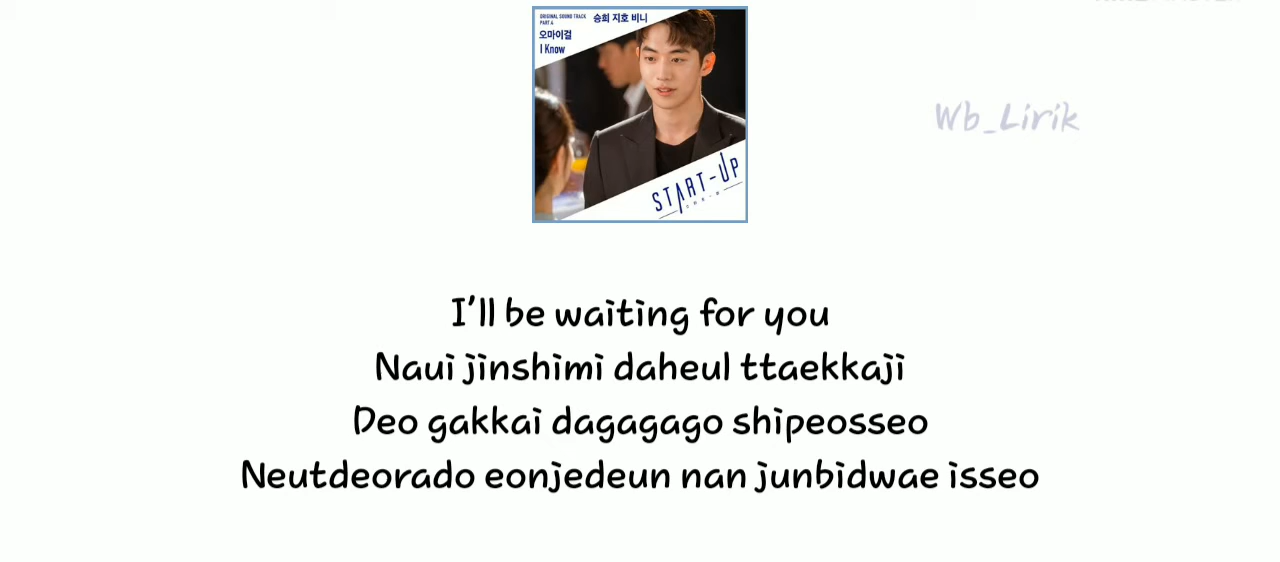 ORIGINAL SOUND TRACK
PART 4
승희 지호 비니
오마이걸
I Know
START-UP
Wb_Lirik
I'll be waiting for you
Naui jinshimi daheul ttaekkaji
Deo gakkai dagagago shipeosseo
Neutdeorado eonjedeun nan junbidwae isseo